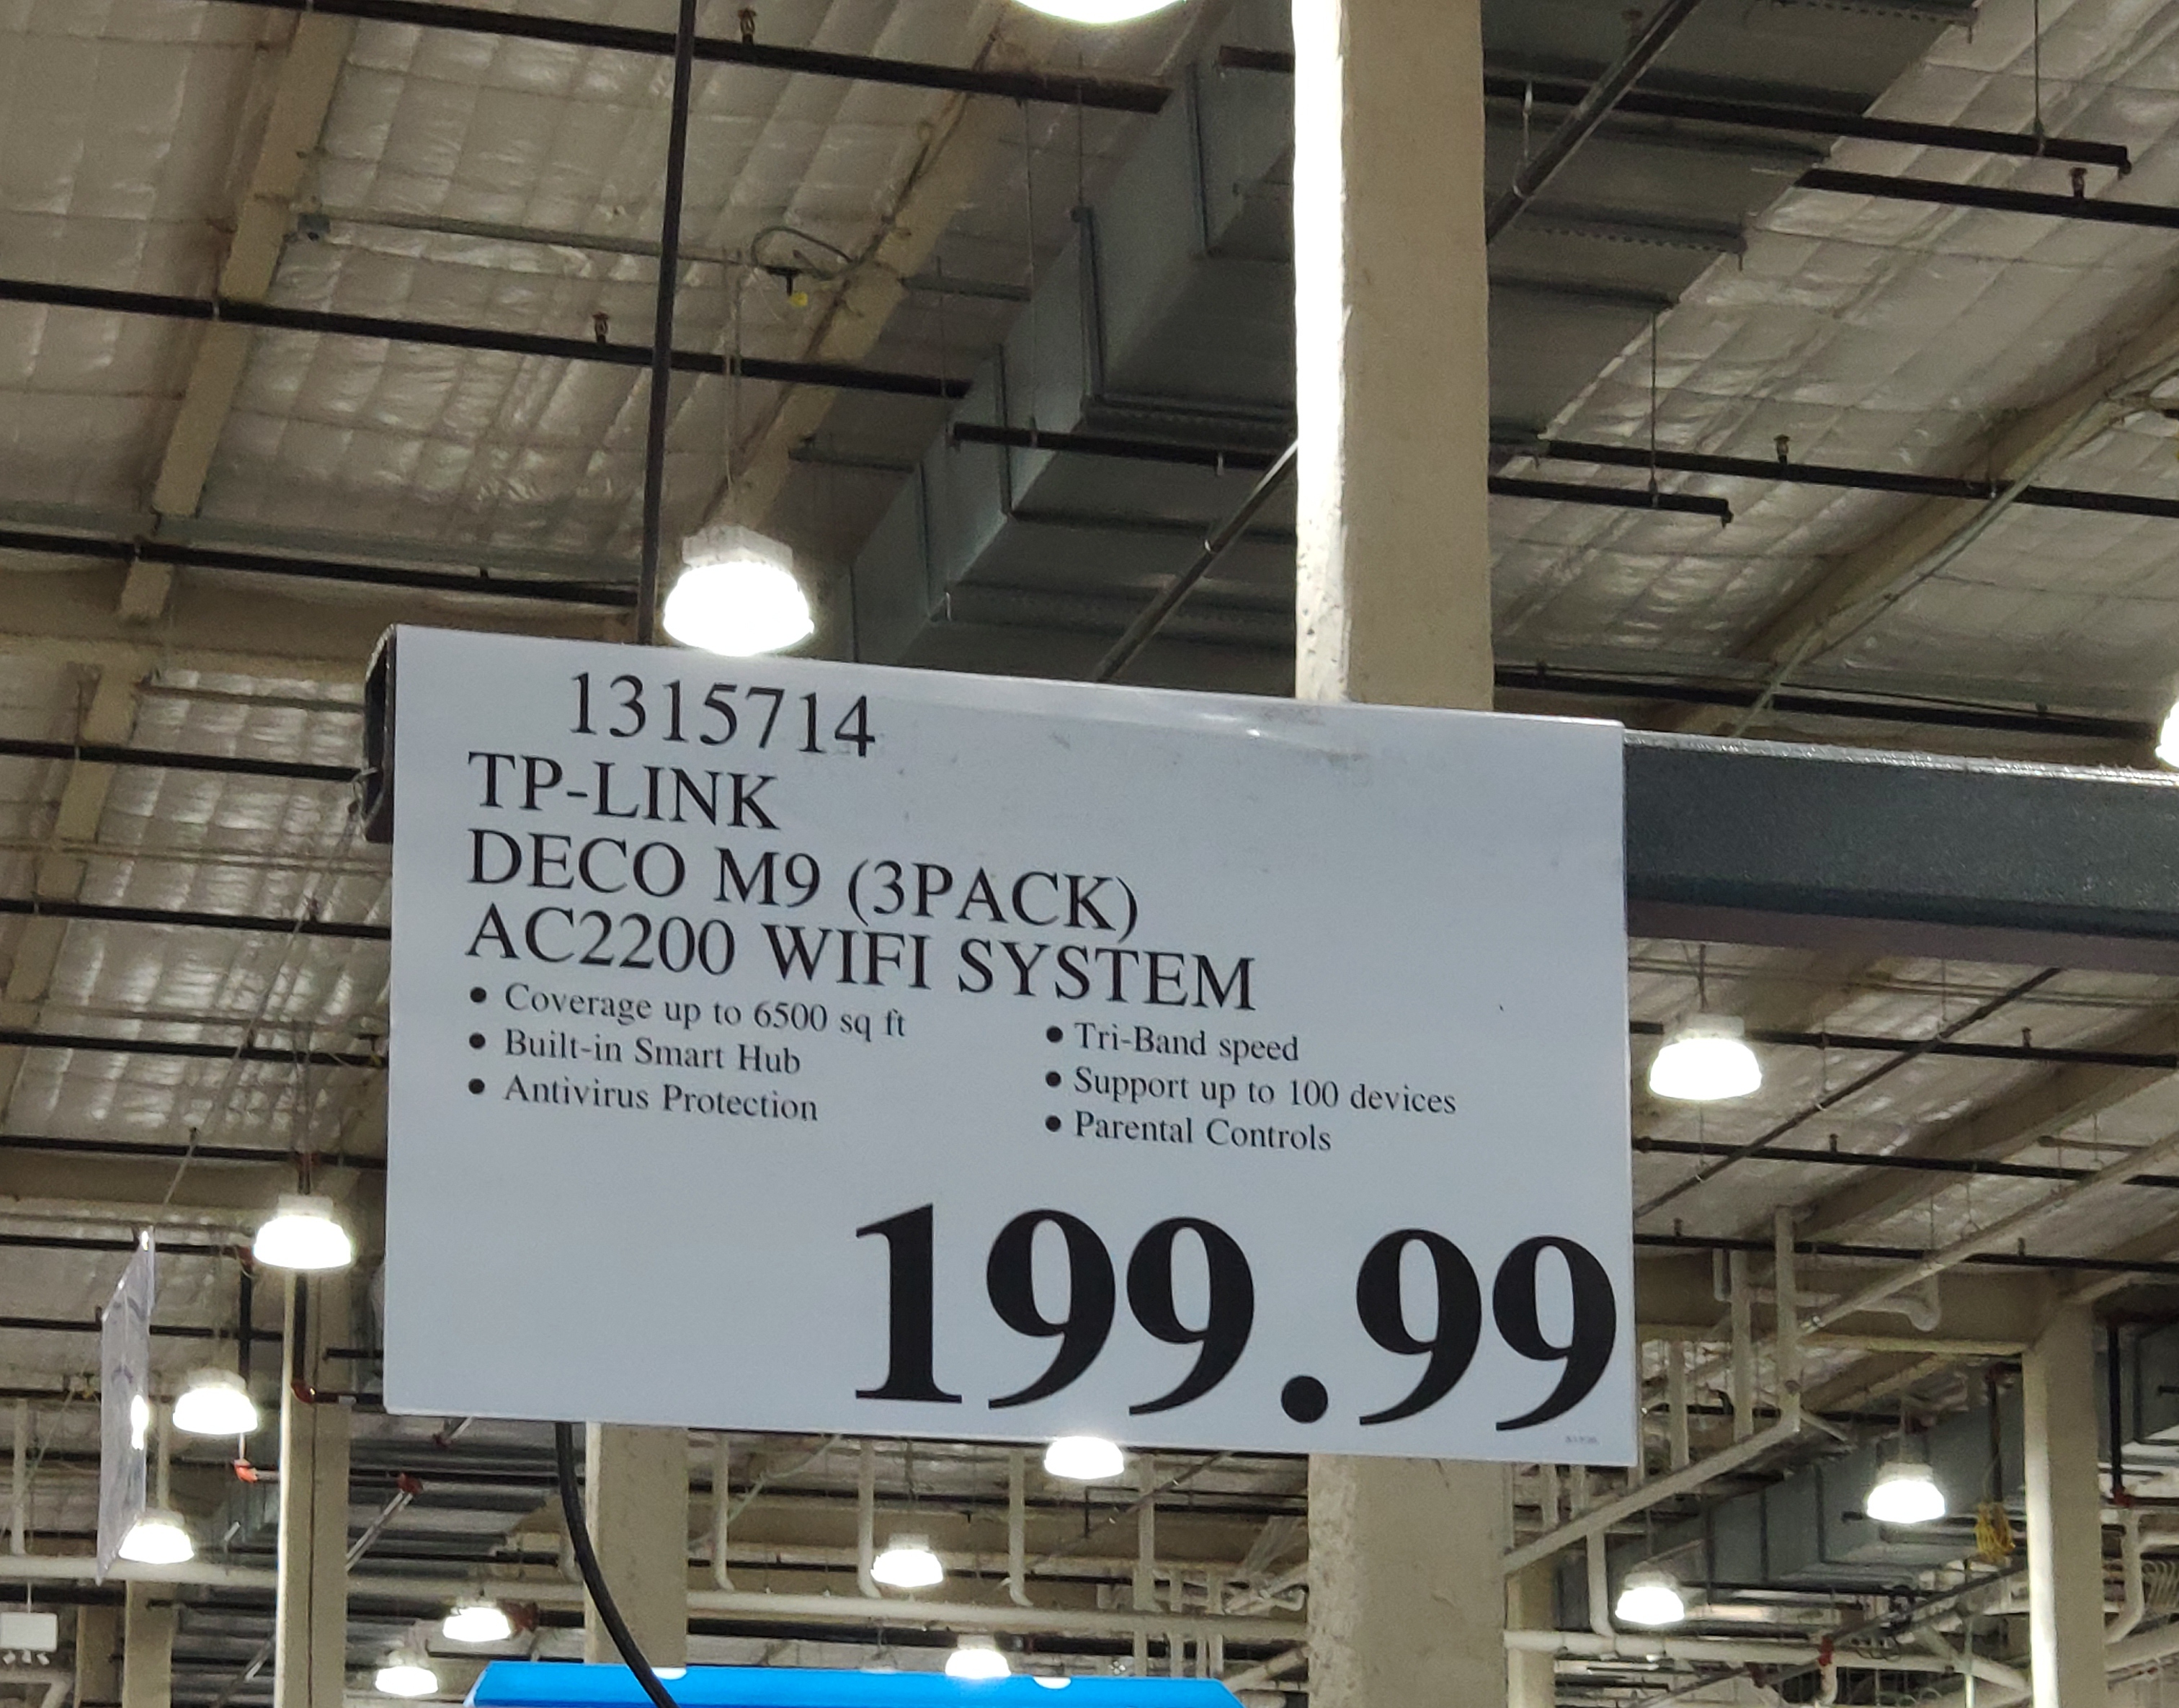 1315714
TP-LINK
DECO M9 (3PACK)
AC2200 WIFI SYSTEM
• Coverage up to 6500 sq ft
• Built-in Smart Hub
• Antivirus Protection
• Tri-Band speed
• Support up to 100 devices
• Parental Controls
199.99